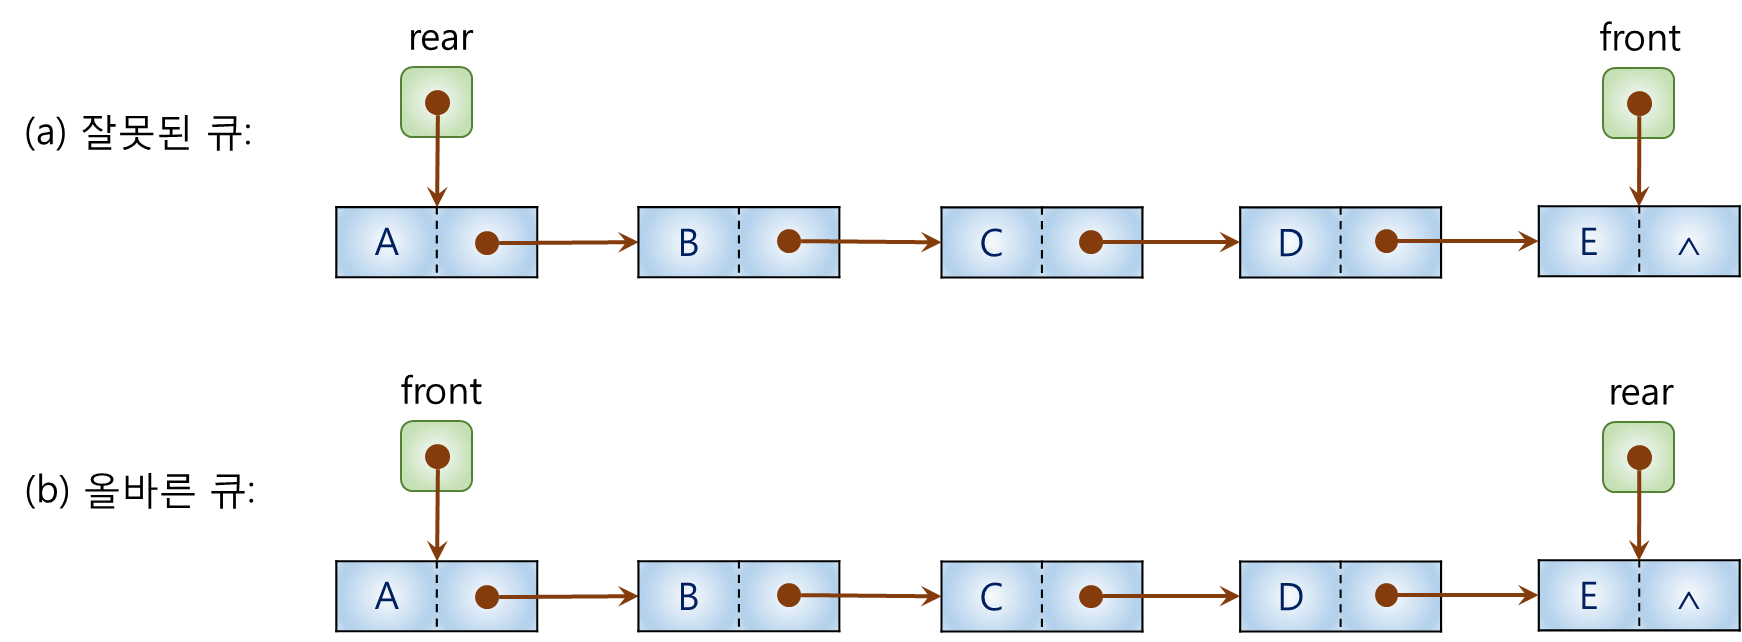 rear front
(a) 잘못된 큐:
A B C D E ^
front rear
(b) 올바른 큐:
A B C D E ^